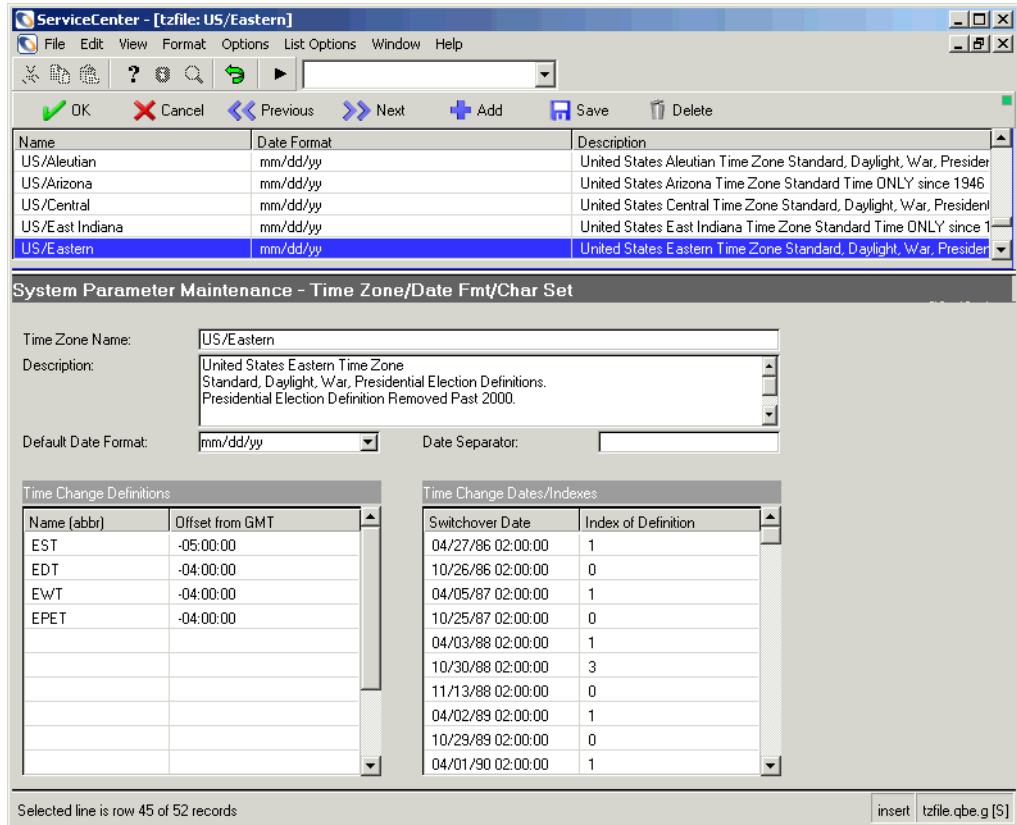 ServiceCenter - [tzfile: US/Eastern]
File Edit View Format Options List Options Window Help
OK Cancel Previous Next Add Save Delete
Name Date Format Description
US/Aleutian mm/dd/yy United States Aleutian Time Zone Standard, Daylight, War,
US/Arizona mm/dd/yy United States Arizona Time Zone Standard Time ONLY since 1946
US/Central mm/dd/yy United States Central Time Zone Standard, Daylight, War,
US/East Indiana mm/dd/yy United States East Indiana Time Zone Standard Time ONLY since
US/Eastern mm/dd/yy United States Eastern Time Zone Standard, Daylight, War,
System Parameter Maintenance - Time Zone/Date Fmt/Char Set
Time Zone Name: US/Eastern
Description: United States Eastern Time Zone
Standard, Daylight, War, Presidential Election Definitions.
Presidential Election Definition Removed Past 2000.
Default Date Format: mm/dd/yy Date Separator:
Time Change Definitions Time Change Dates/Indexes
Name (abbr) Offset from GMT Switchover Date Index of Definition
EST -05:00:00 04/27/86 02:00:00 1
EDT -04:00:00 10/26/86 02:00:00 0
EWT -04:00:00 04/05/87 02:00:00 1
EPET -04:00:00 10/25/87 02:00:00 0
04/03/88 02:00:00 1
10/30/88 02:00:00 3
11/13/88 02:00:00 0
04/02/89 02:00:00 1
10/29/89 02:00:00 0
04/01/90 02:00:00 1
Selected line is row 45 of 52 records insert tzfile.qbe.g [S]